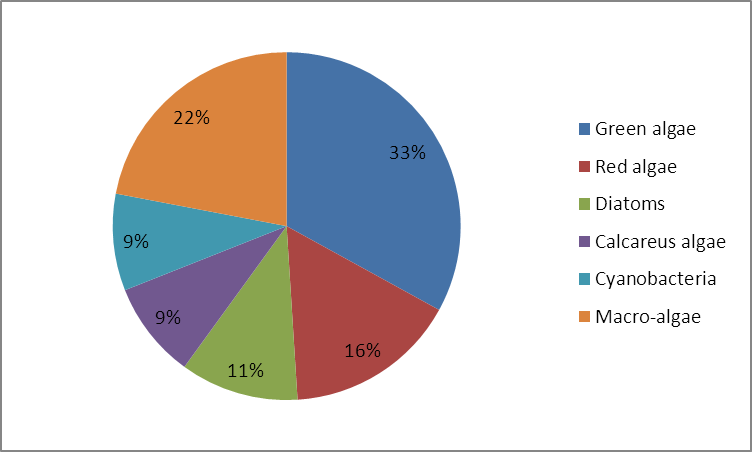 33%
16%
11%
9%
9%
22%
Green algae
Red algae
Diatoms
Calcareus algae
Cyanobacteria
Macro-algae